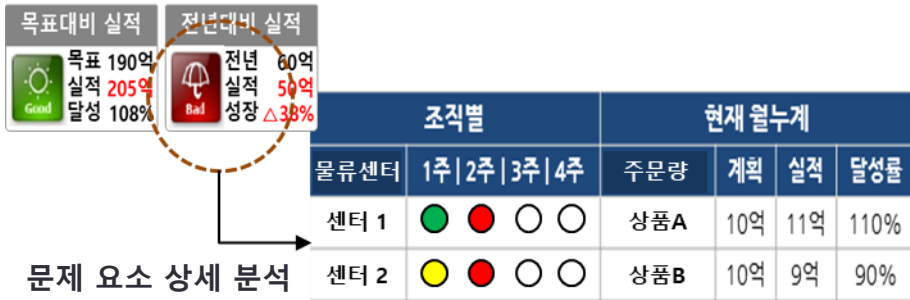 목표대비 실적
Good
목표 190억
실적 205억
달성 108%
전년대비 실적
Bad
전년 60억
실적 50억
성장 △38%
문제 요소 상세 분석
조직별 현재 월누계
물류센터 1주|2주|3주|4주 주문량 계획 실적 달성률
센터 1 상품A 10억 11억 110%
센터 2 상품B 10억 9억 90%